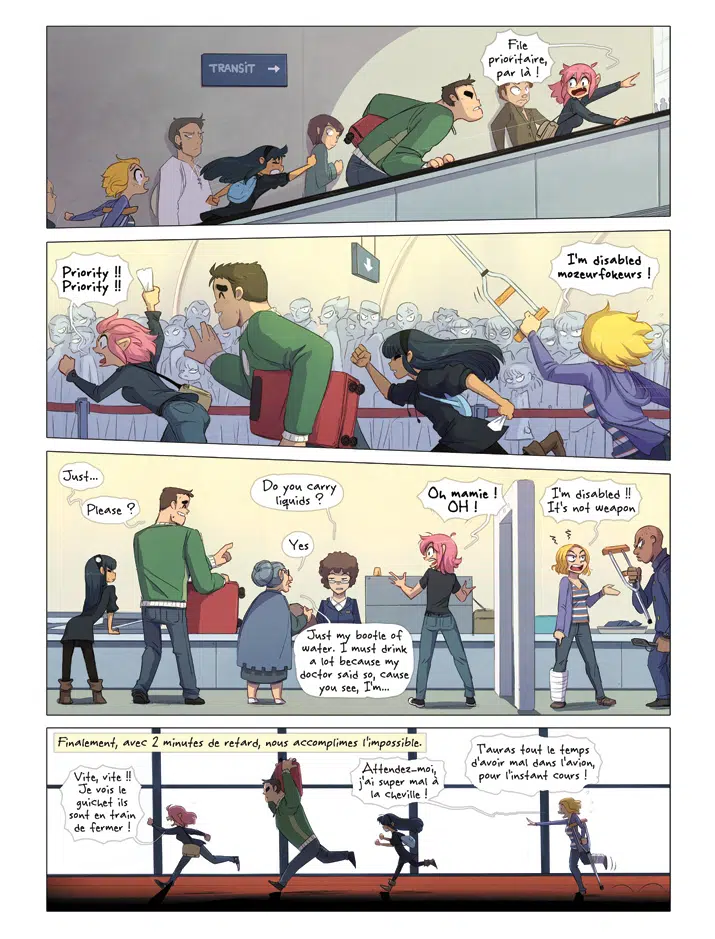 TRANSIT →
File
prioritaire,
par là !
Priority !!
Priority !!
I'm disabled
mozeurfokeurs !
Just...
Please ?
Do you carry
liquids ?
Yes
Just my bootle of
water. I must drink
a lot because my
doctor said so, cause
you see, I'm...
Oh mamie !
OH !
I'm disabled !!
It's not weapon
Finalement, avec 2 minutes de retard, nous accomplîmes l'impossible.
Vite, vite !!
Je vois le
guichet ils
sont en train
de fermer !
Attendez-moi,
j'ai super mal à
la cheville !
T'auras tout le temps
d'avoir mal dans l'avion,
pour l'instant cours !